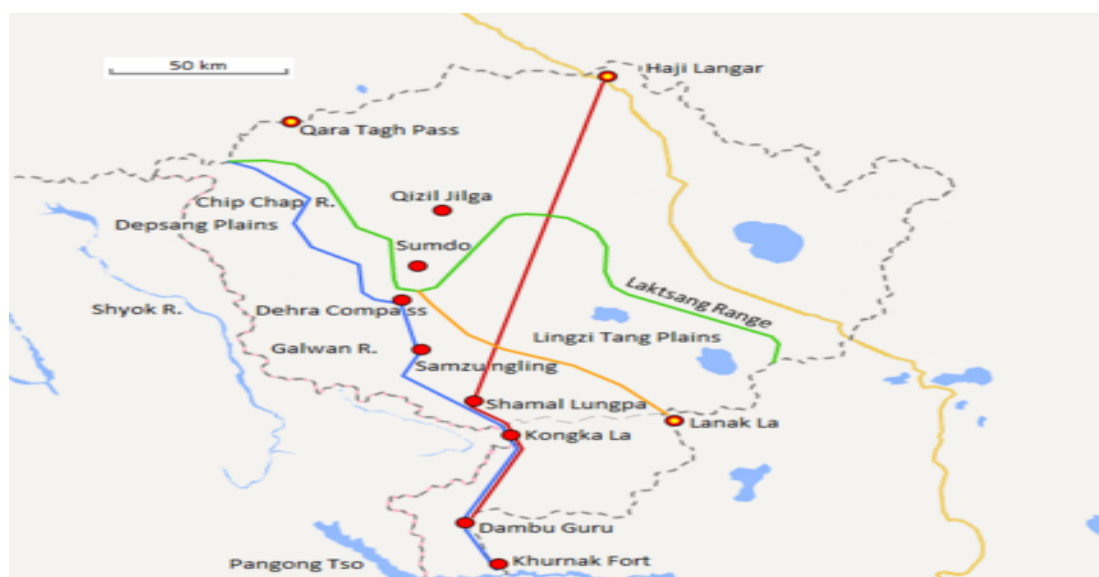 50 km
Haji Langar
Qara Tagh Pass
Chip Chap R.
Qizil Jilga
Depsang Plains
Sumdo
Laktsang Range
Shyok R.
Dehra Compass
Lingzi Tang Plains
Galwan R.
Samzungling
Shamal Lungpa
Lanak La
Kongka La
Dambu Guru
Pangong Tso
Khurnak Fort